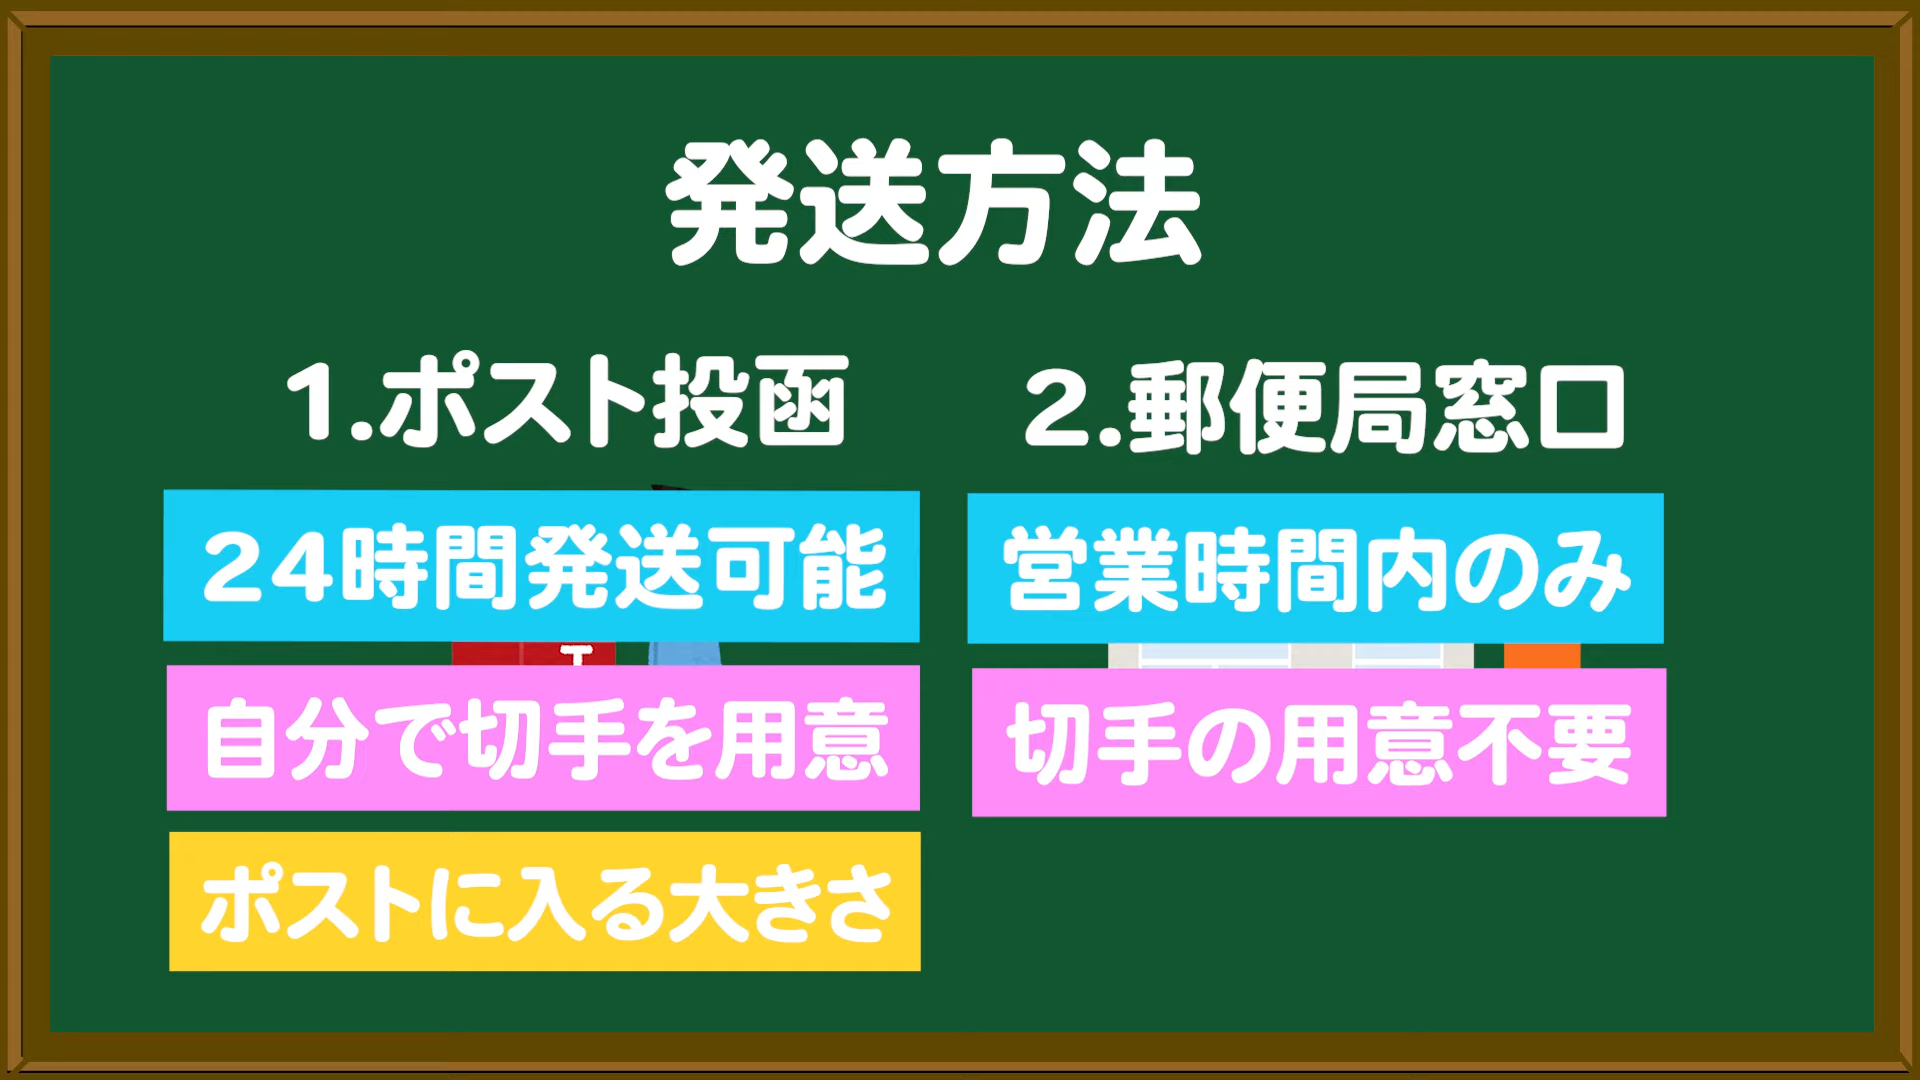 発送方法
1.ポスト投函
24時間発送可能
自分で切手を用意
ポストに入る大きさ
2.郵便局窓口
営業時間内のみ
切手の用意不要